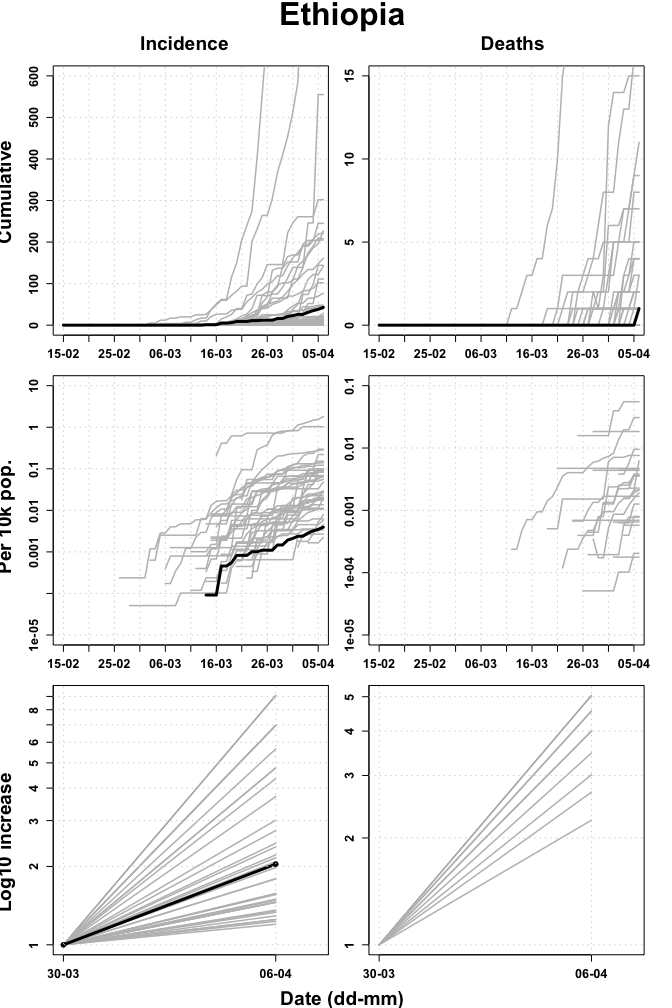 Ethiopia
Incidence
Deaths
Cumulative
600
500
400
300
200
100
0
15-02 25-02 06-03 16-03 26-03 05-04
15
10
5
0
15-02 25-02 06-03 16-03 26-03 05-04
Per 10k pop.
10
1
0.1
0.01
0.001
1e-05
15-02 25-02 06-03 16-03 26-03 05-04
0.1
0.01
0.001
1e-04
1e-05
15-02 25-02 06-03 16-03 26-03 05-04
Log10 increase
8
6
5
4
3
2
1
30-03 06-04
5
4
3
2
1
30-03 06-04
Date (dd-mm)